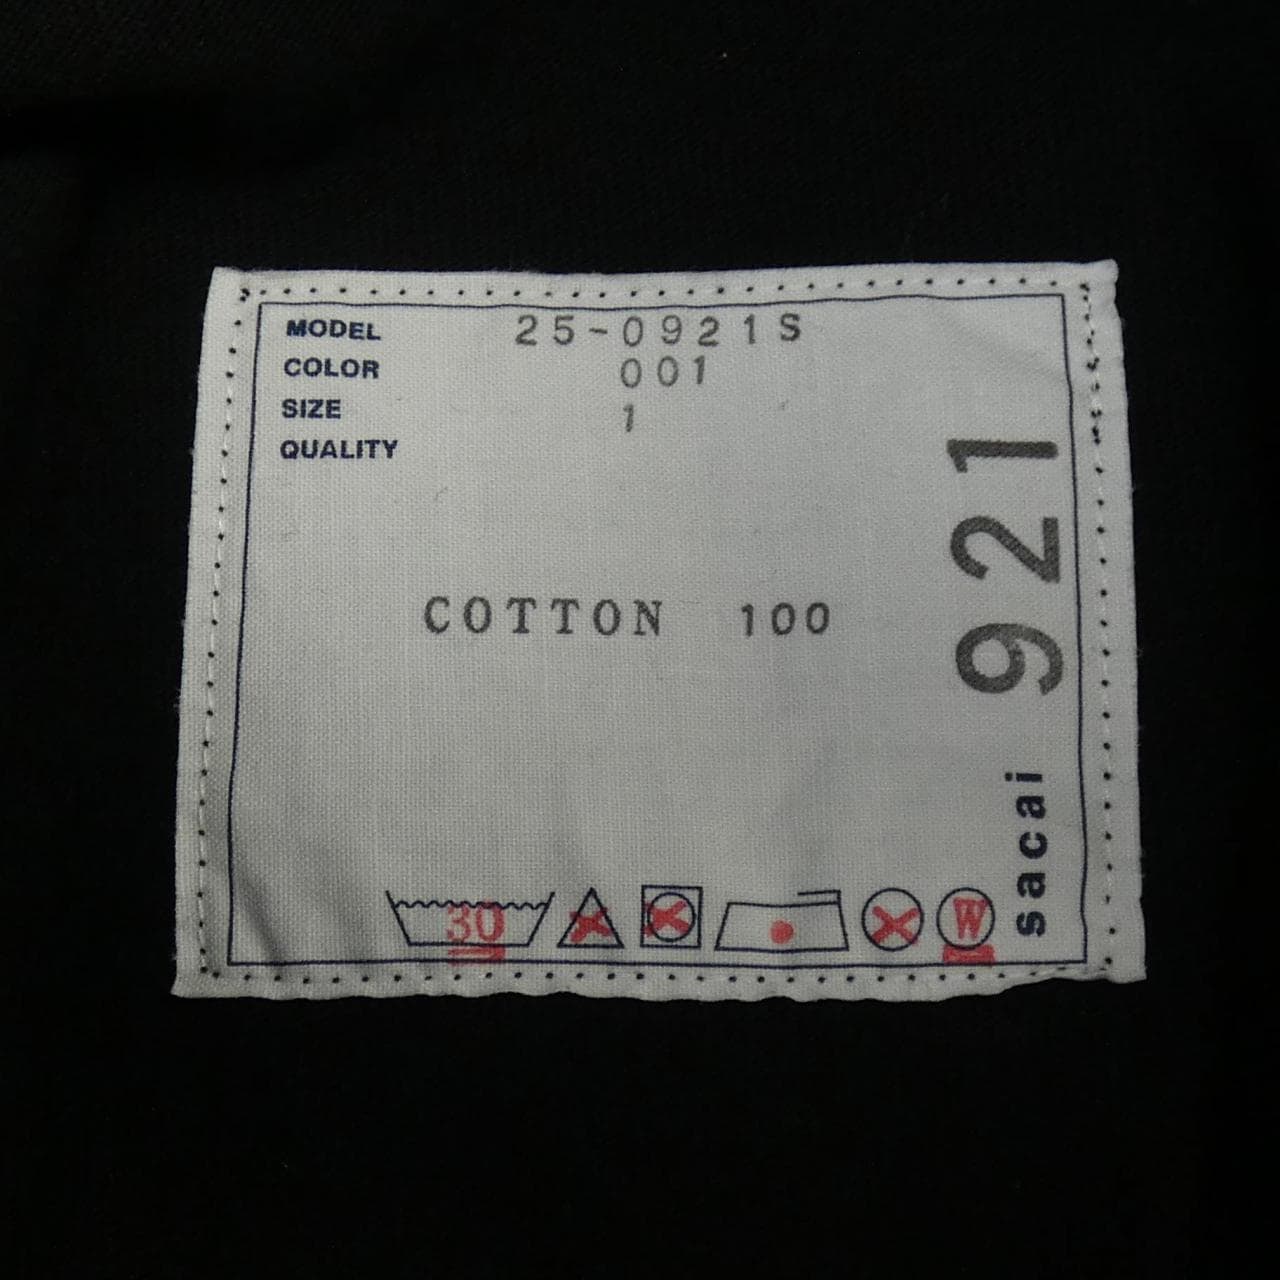 MODEL 25-0921S
COLOR 001
SIZE 1
QUALITY
COTTON 100
sacai 921
30
W